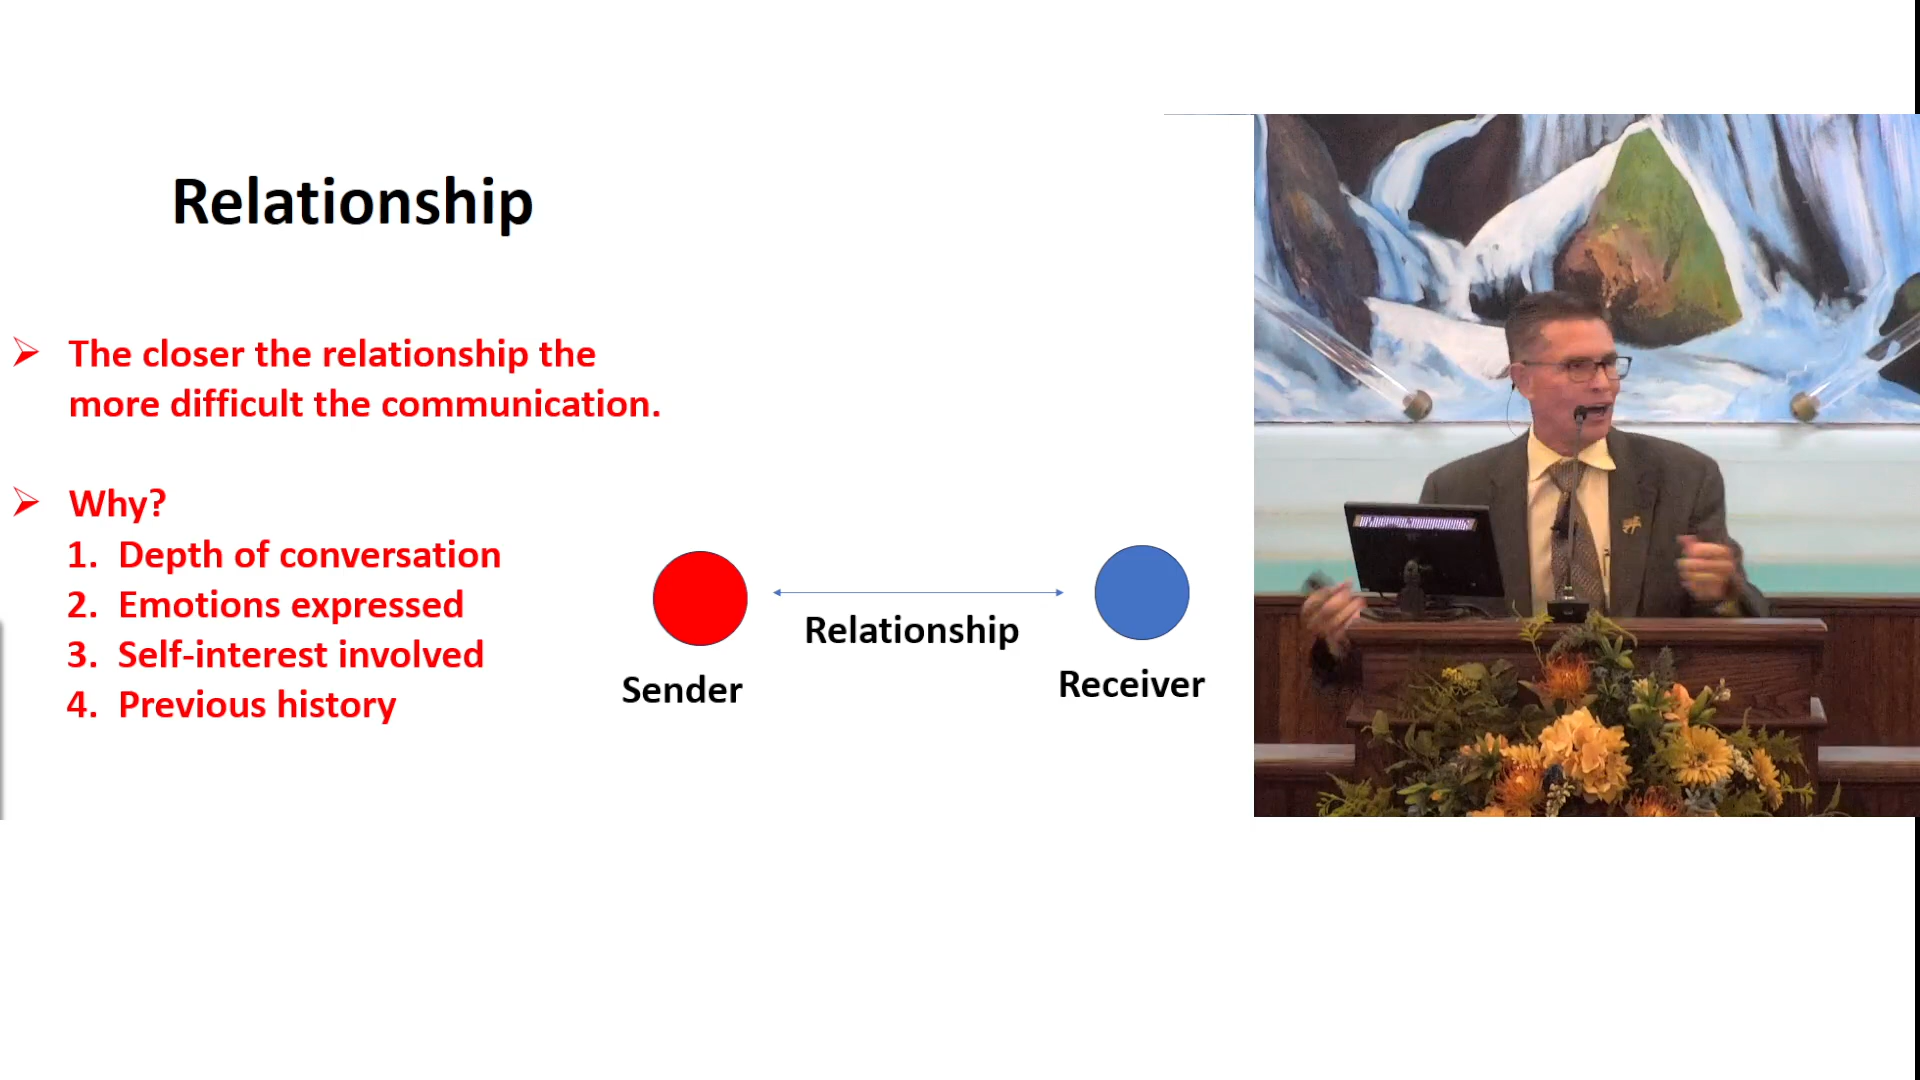 Relationship
The closer the relationship the
more difficult the communication.
Why?
1. Depth of conversation
2. Emotions expressed
3. Self-interest involved
4. Previous history
Relationship
Sender
Receiver